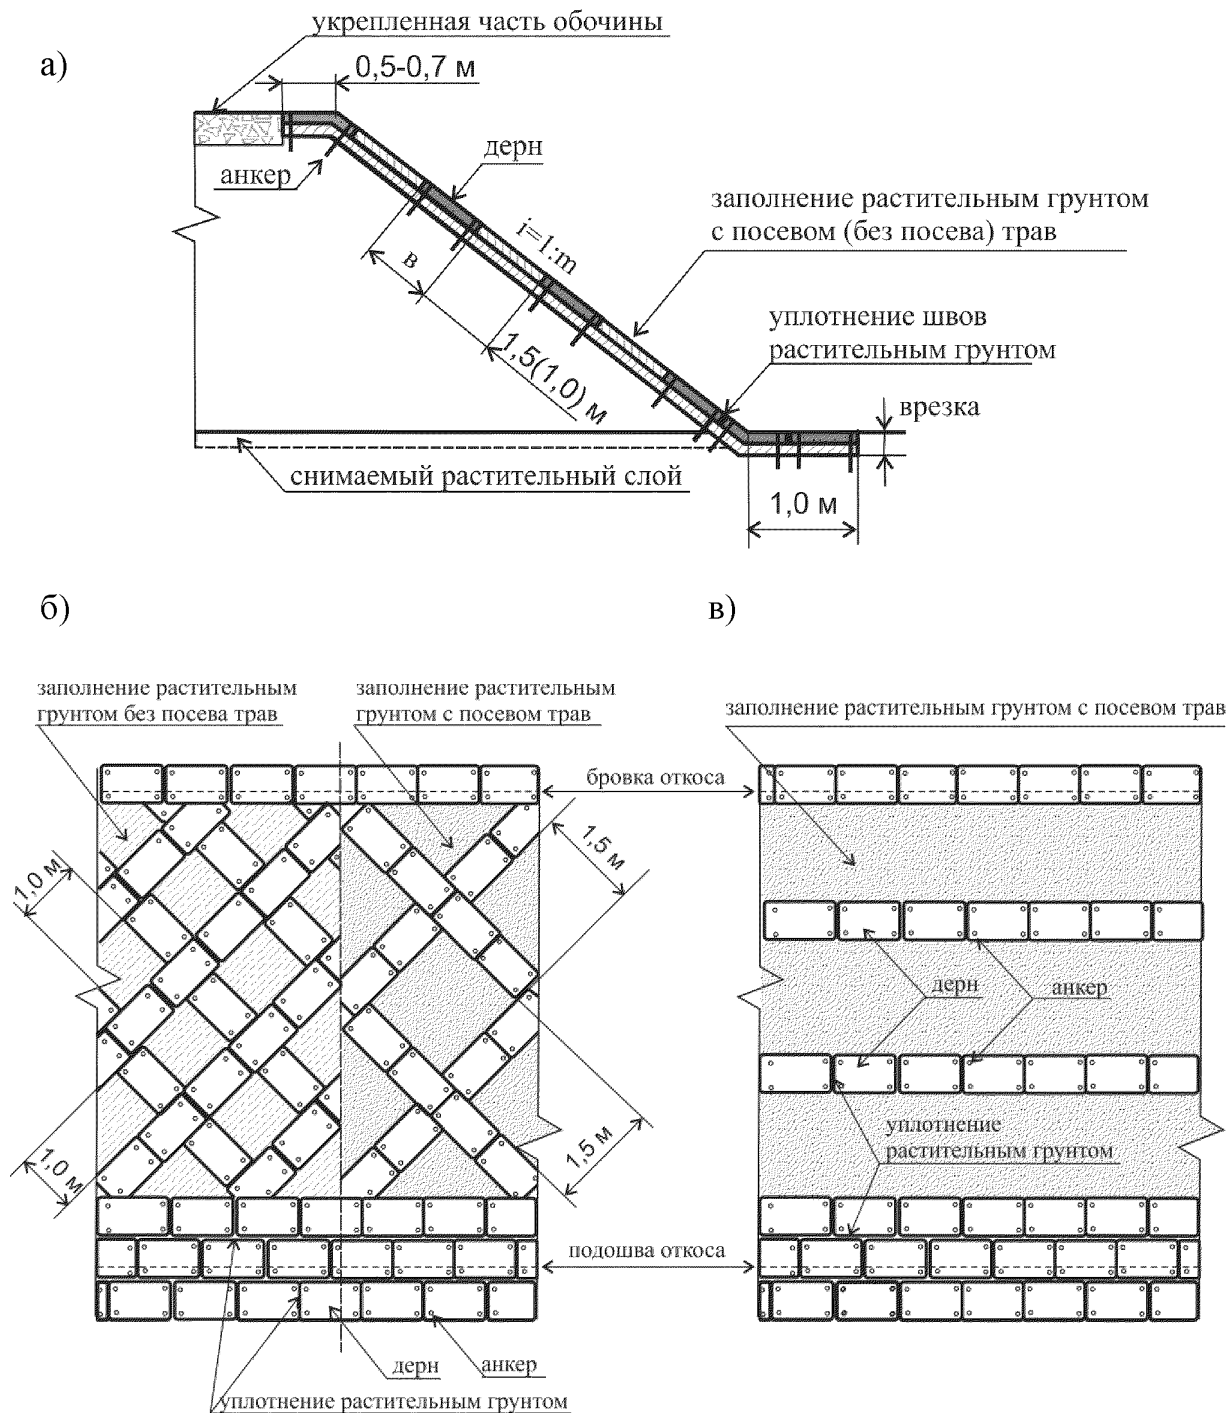 укрепленная часть обочины
а)
0,5-0,7 м
дерн
анкер
заполнение растительным грунтом
с посевом (без посева) трав
i=1:m
в
уплотнение швов
растительным грунтом
1,5(1,0) м
врезка
снимаемый растительный слой
1,0 м
б)
в)
заполнение растительным
грунтом без посева трав
заполнение растительным
грунтом с посевом трав
заполнение растительным грунтом с посевом трав
бровка откоса
1,5 м
1,0 м
дерн
анкер
уплотнение
растительным грунтом
1,0 м
1,5 м
подошва откоса
дерн
анкер
уплотнение растительным грунтом